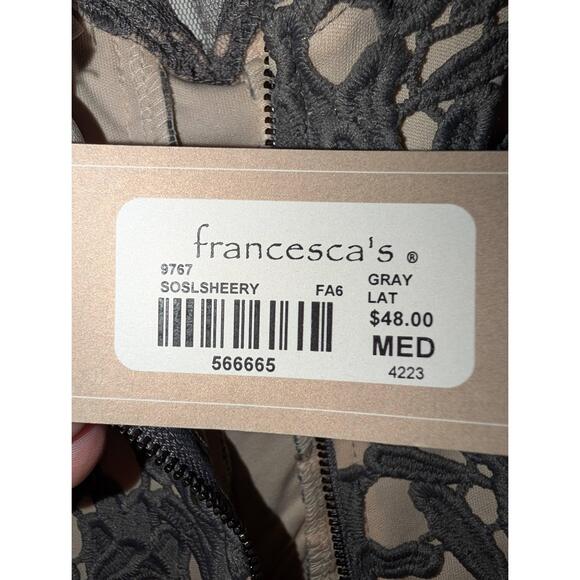 francesca's ®
9767
SOSLSHEERY FA6
566665
GRAY
LAT
$48.00
MED
4223